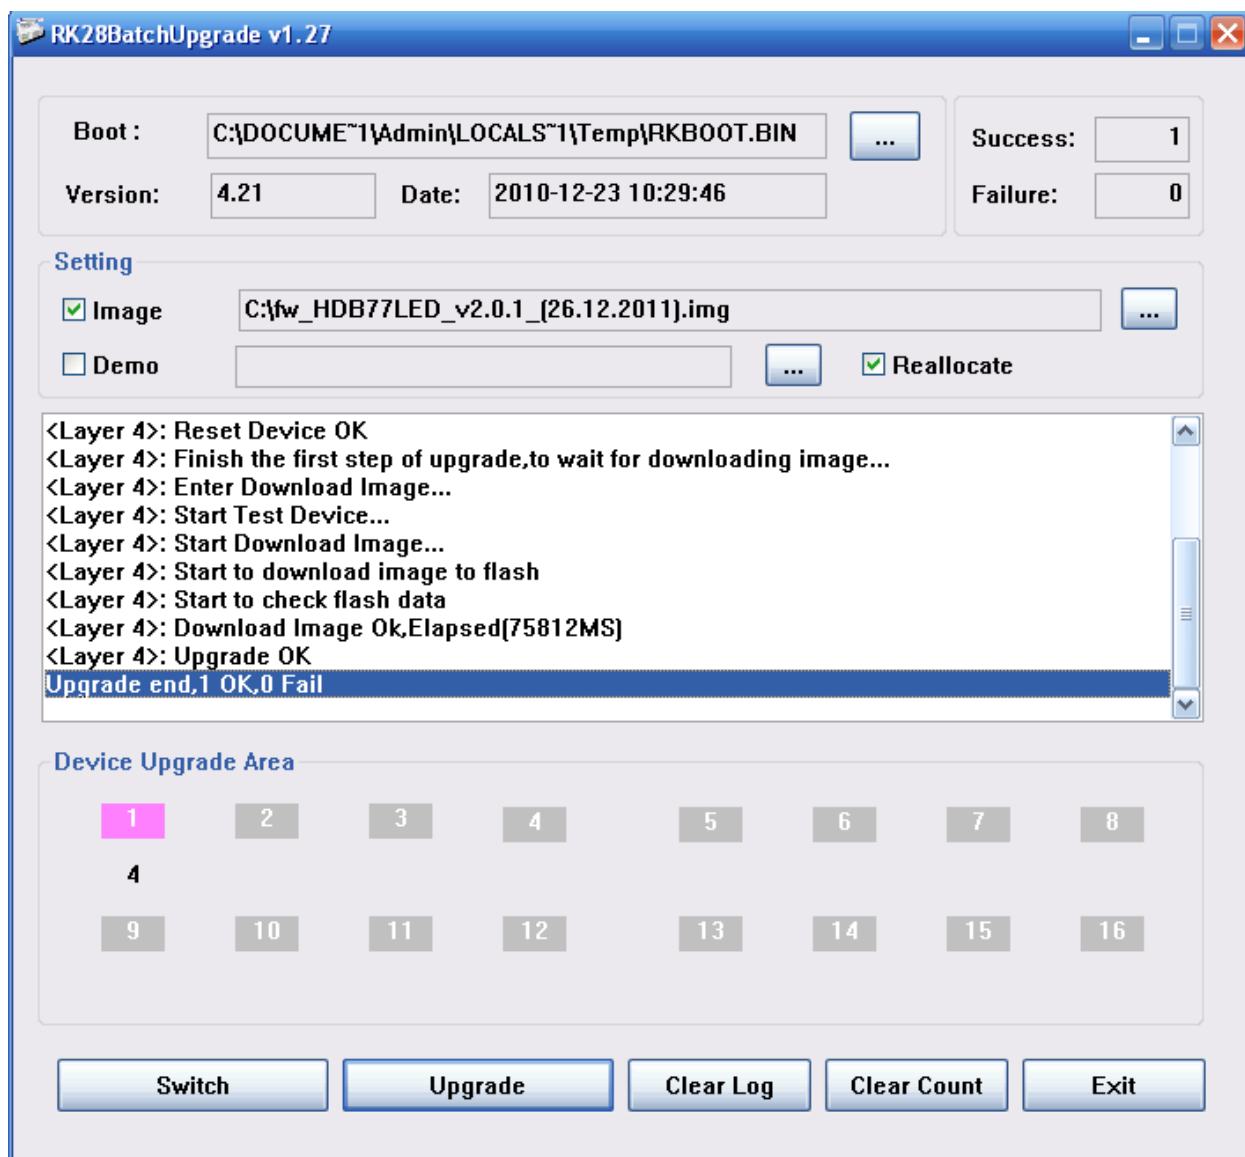 RK28BatchUpgrade v1.27
Boot : C:\DOCUME~1\Admin\LOCALS~1\Temp\RKBOOT.BIN ... Success: 1
Version: 4.21 Date: 2010-12-23 10:29:46 Failure: 0
Setting
Image C:\fw_HDB77LED_v2.0.1_(26.12.2011).img ...
Demo ... Reallocate
<Layer 4>: Reset Device OK
<Layer 4>: Finish the first step of upgrade,to wait for downloading image...
<Layer 4>: Enter Download Image...
<Layer 4>: Start Test Device...
<Layer 4>: Start Download Image...
<Layer 4>: Start to download image to flash
<Layer 4>: Start to check flash data
<Layer 4>: Download Image Ok,Elapsed(75812MS)
<Layer 4>: Upgrade OK
Upgrade end,1 OK,0 Fail
Device Upgrade Area
1 2 3 4 5 6 7 8
4
9 10 11 12 13 14 15 16
Switch Upgrade Clear Log Clear Count Exit